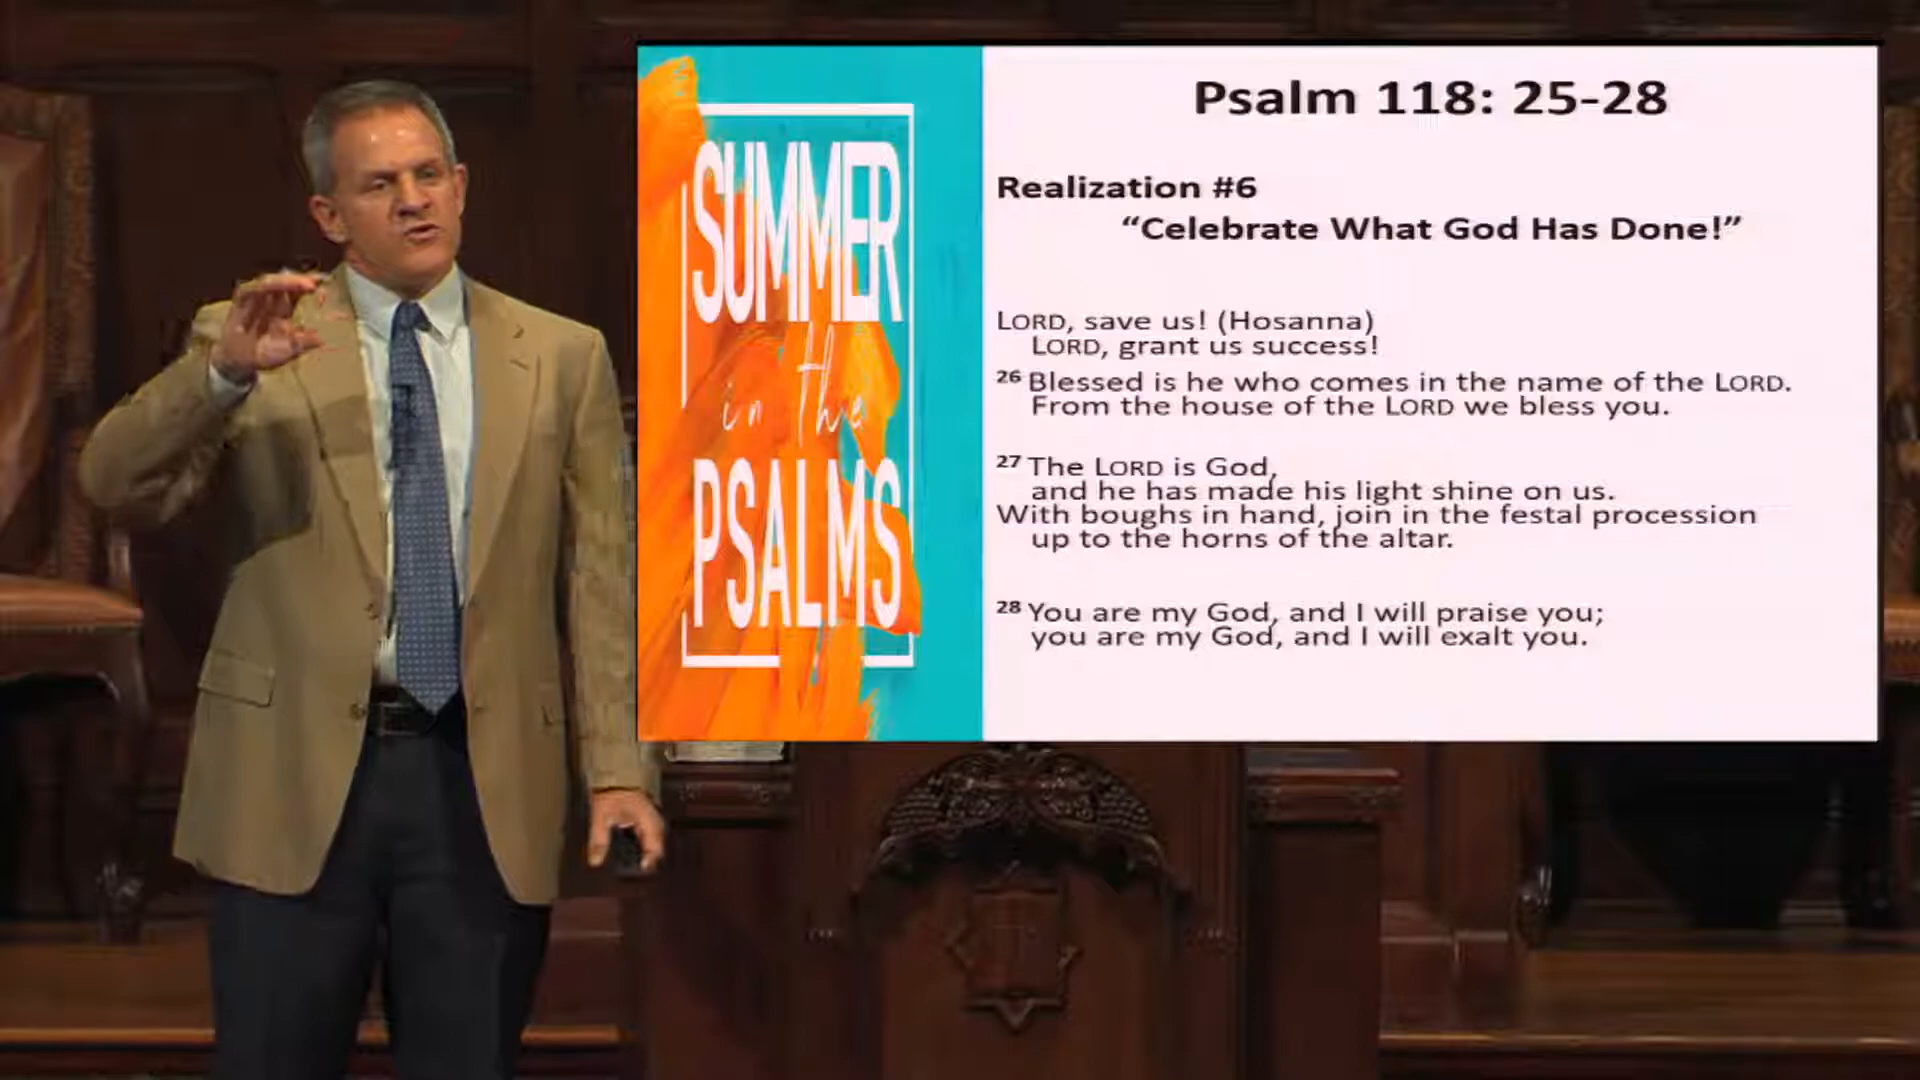 SUMMER
in the
PSALMS
Psalm 118: 25-28
Realization #6
“Celebrate What God Has Done!”
LORD, save us! (Hosanna)
LORD, grant us success!
26 Blessed is he who comes in the name of the LORD.
From the house of the LORD we bless you.
27 The LORD is God,
and he has made his light shine on us.
With boughs in hand, join in the festal procession
up to the horns of the altar.
28 You are my God, and I will praise you;
you are my God, and I will exalt you.